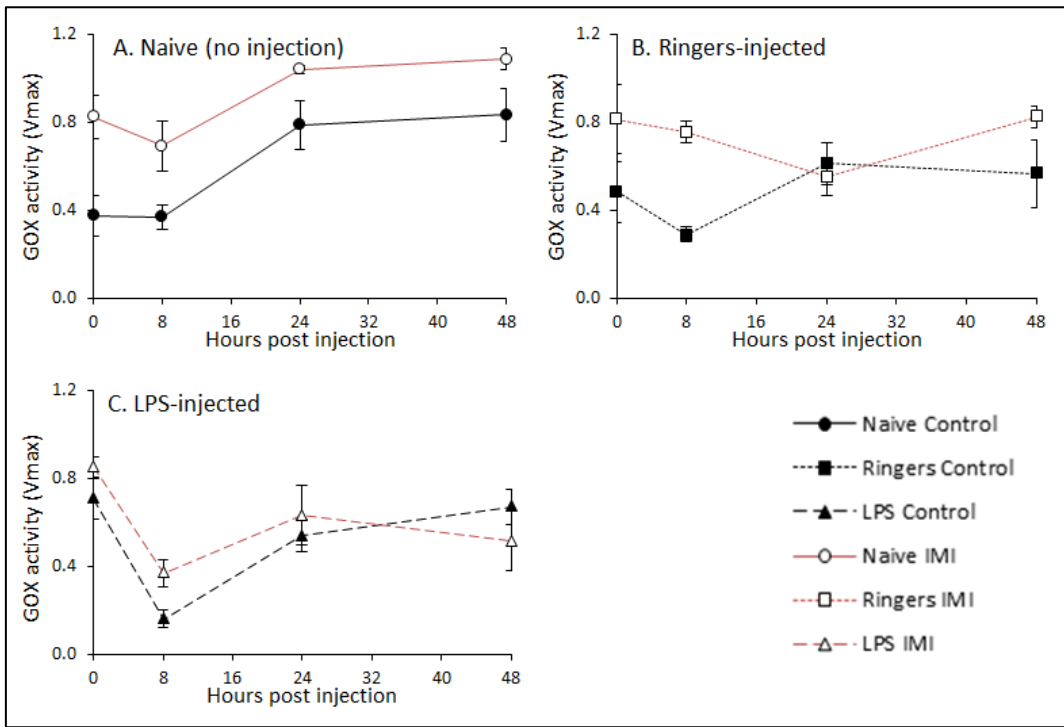 A. Naive (no injection)
GOX activity (Vmax)
1.2
0.8
0.4
0.0
0 8 16 24 32 40 48
Hours post injection
B. Ringers-injected
GOX activity (Vmax)
1.2
0.8
0.4
0.0
0 8 16 24 32 40 48
Hours post injection
C. LPS-injected
GOX activity (Vmax)
1.2
0.8
0.4
0.0
0 8 16 24 32 40 48
Hours post injection
Naive Control
Ringers Control
LPS Control
Naive IMI
Ringers IMI
LPS IMI